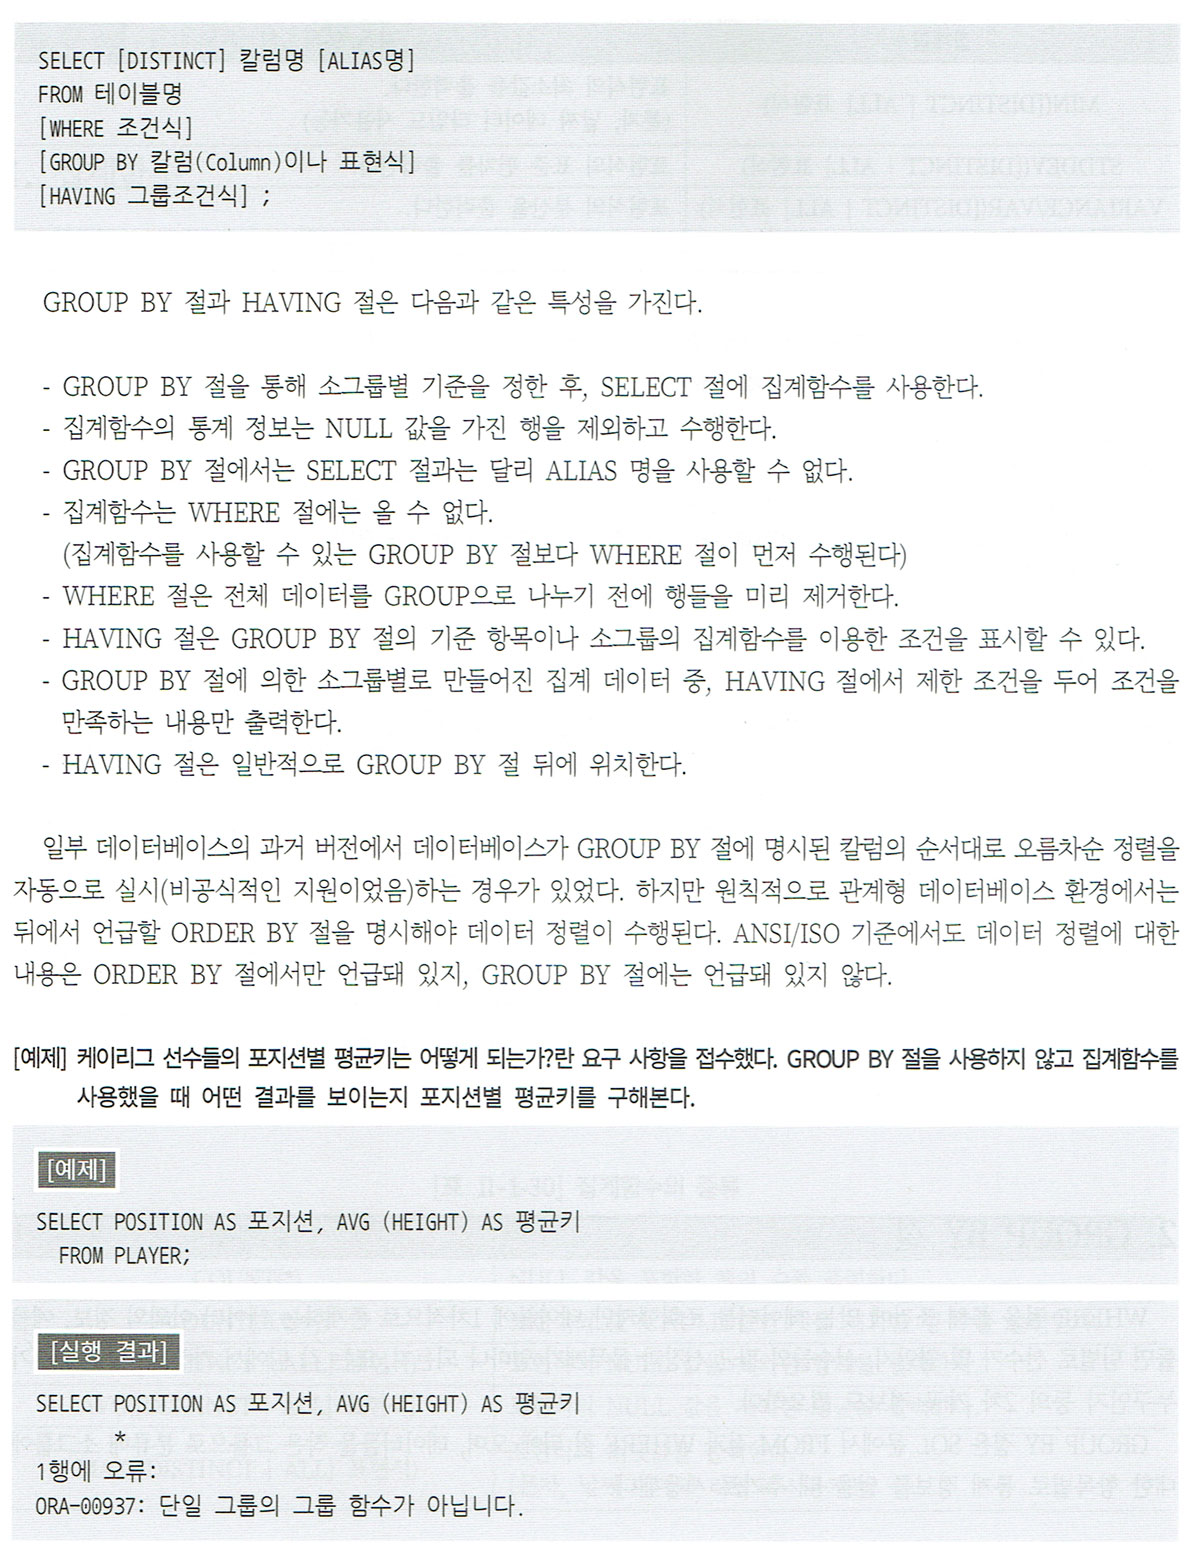 SELECT [DISTINCT] 칼럼명 [ALIAS명]
FROM 테이블명
[WHERE 조건식]
[GROUP BY 칼럼(Column)이나 표현식]
[HAVING 그룹조건식] ;
GROUP BY 절과 HAVING 절은 다음과 같은 특성을 가진다.
- GROUP BY 절을 통해 소그룹별 기준을 정한 후, SELECT 절에 집계함수를 사용한다.
- 집계함수의 통계 정보는 NULL 값을 가진 행을 제외하고 수행한다.
- GROUP BY 절에서는 SELECT 절과는 달리 ALIAS 명을 사용할 수 없다.
- 집계함수는 WHERE 절에는 올 수 없다.
(집계함수를 사용할 수 있는 GROUP BY 절보다 WHERE 절이 먼저 수행된다)
- WHERE 절은 전체 데이터를 GROUP으로 나누기 전에 행들을 미리 제거한다.
- HAVING 절은 GROUP BY 절의 기준 항목이나 소그룹의 집계함수를 이용한 조건을 표시할 수 있다.
- GROUP BY 절에 의한 소그룹별로 만들어진 집계 데이터 중, HAVING 절에서 제한 조건을 두어 조건을
만족하는 내용만 출력한다.
- HAVING 절은 일반적으로 GROUP BY 절 뒤에 위치한다.
일부 데이터베이스의 과거 버전에서 데이터베이스가 GROUP BY 절에 명시된 칼럼의 순서대로 오름차순 정렬을
자동으로 실시(비공식적인 지원이었음)하는 경우가 있었다. 하지만 원칙적으로 관계형 데이터베이스 환경에서는
뒤에서 언급할 ORDER BY 절을 명시해야 데이터 정렬이 수행된다. ANSI/ISO 기준에서도 데이터 정렬에 대한
내용은 ORDER BY 절에서만 언급돼 있지, GROUP BY 절에는 언급돼 있지 않다.
[예제] 케이리그 선수들의 포지션별 평균키는 어떻게 되는가?란 요구 사항을 접수했다. GROUP BY 절을 사용하지 않고 집계함수를
사용했을 때 어떤 결과를 보이는지 포지션별 평균키를 구해본다.
[예제]
SELECT POSITION AS 포지션, AVG (HEIGHT) AS 평균키
FROM PLAYER;
[실행 결과]
SELECT POSITION AS 포지션, AVG (HEIGHT) AS 평균키
*
1행에 오류:
ORA-00937: 단일 그룹의 그룹 함수가 아닙니다.